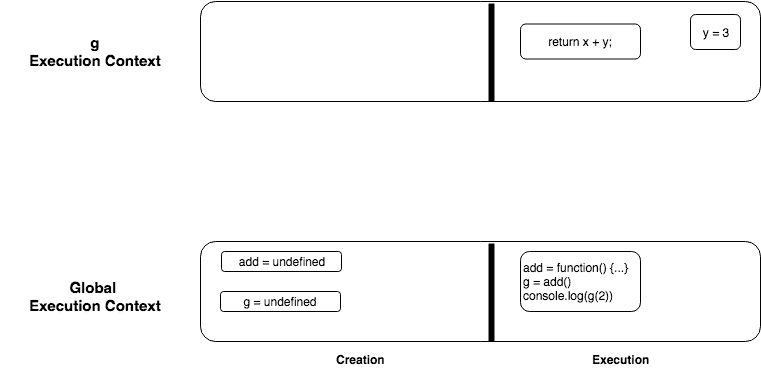 g
Execution Context
return x + y;
y = 3
Global
Execution Context
add = undefined
g = undefined
add = function() {...}
g = add()
console.log(g(2))
Creation
Execution